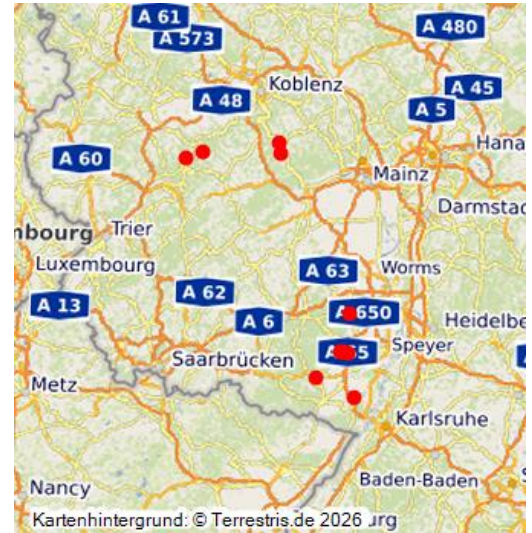 A 61
A 573
A 480
Koblenz
A 48
A 45
A 5
Hana
A 60
Mainz
Darmstad
Trier
mbourg
Luxembourg
A 63
Worms
A 62
A 13
A 650
A 6
Heidelbe
Speyer
Saarbrücken
Metz
Karlsruhe
Baden-Baden
Nancy
Kartenhintergrund: © Terrestris.de 2026
urg